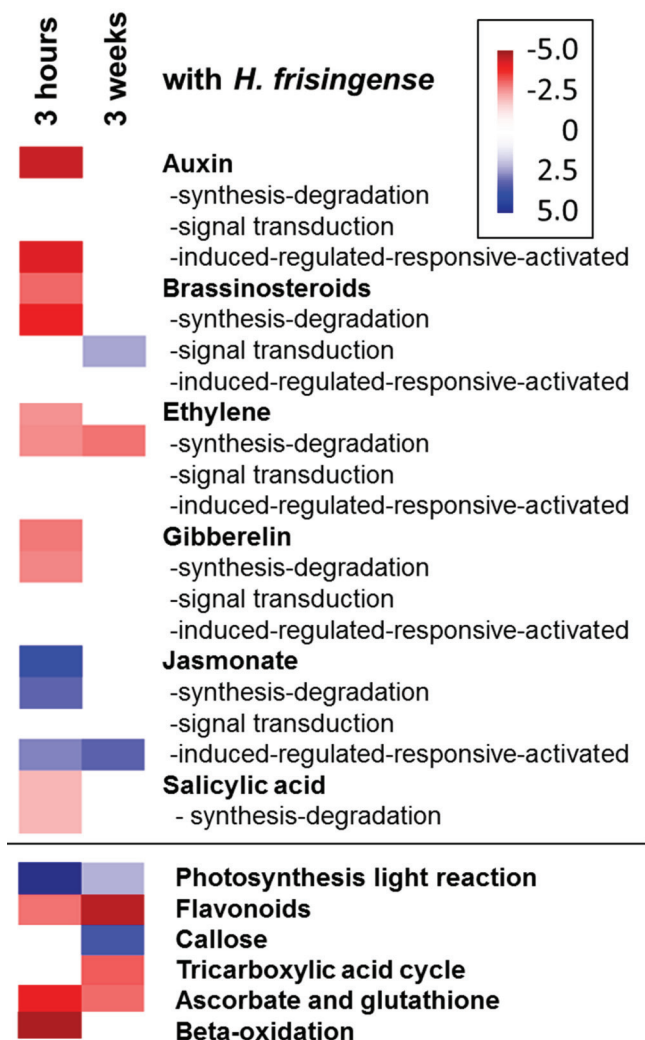 3 hours
3 weeks
with H. frisingense
-5.0
-2.5
0
2.5
5.0
Auxin
-synthesis-degradation
-signal transduction
-induced-regulated-responsive-activated
Brassinosteroids
-synthesis-degradation
-signal transduction
-induced-regulated-responsive-activated
Ethylene
-synthesis-degradation
-signal transduction
-induced-regulated-responsive-activated
Gibberelin
-synthesis-degradation
-signal transduction
-induced-regulated-responsive-activated
Jasmonate
-synthesis-degradation
-signal transduction
-induced-regulated-responsive-activated
Salicylic acid
- synthesis-degradation
Photosynthesis light reaction
Flavonoids
Callose
Tricarboxylic acid cycle
Ascorbate and glutathione
Beta-oxidation